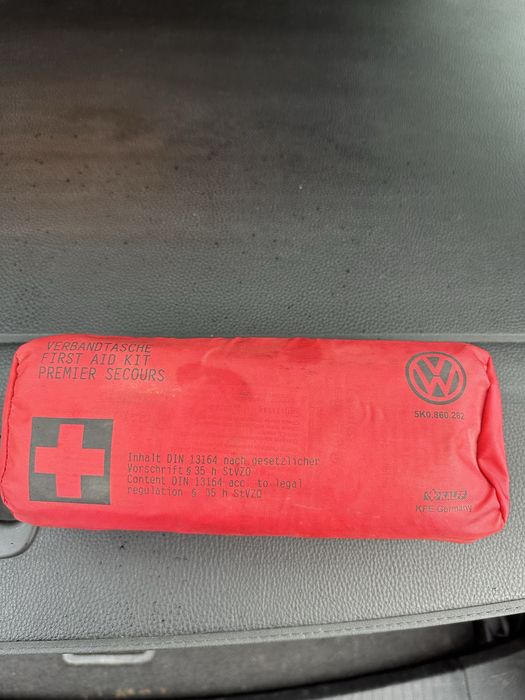 VERBANDTASCHE
FIRST AID KIT
PREMIER SECOURS
5K0.860.282
Inhalt DIN 13164 nach gesetzlicher
Vorschrift § 35 h StVZO
Content DIN 13164 acc. to legal
regulation § 35 h StVZO
KALFF
KFE Germany